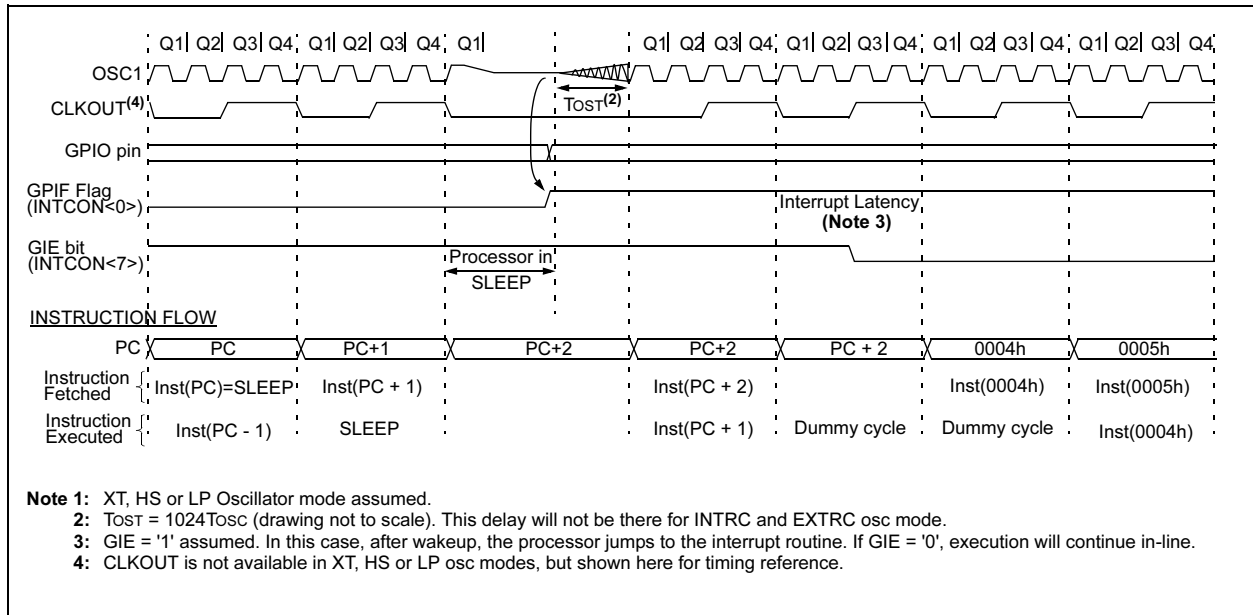 Q1 Q2 Q3 Q4 Q1 Q2 Q3 Q4 Q1 Q1 Q2 Q3 Q4 Q1 Q2 Q3 Q4 Q1 Q2 Q3 Q4 Q1 Q2 Q3 Q4
OSC1
TOST(2)
CLKOUT(4)
GPIO pin
GPIF Flag
(INTCON<0>)
Interrupt Latency
(Note 3)
GIE bit
(INTCON<7>)
Processor in
SLEEP
INSTRUCTION FLOW
PC PC PC+1 PC+2 PC+2 PC + 2 0004h 0005h
Instruction
Fetched
Inst(PC)=SLEEP Inst(PC + 1) Inst(PC + 2) Inst(0004h) Inst(0005h)
Instruction
Executed
Inst(PC - 1) SLEEP Inst(PC + 1) Dummy cycle Dummy cycle Inst(0004h)
Note 1: XT, HS or LP Oscillator mode assumed.
2: TOST = 1024TOSC (drawing not to scale). This delay will not be there for INTRC and EXTRC osc mode.
3: GIE = '1' assumed. In this case, after wakeup, the processor jumps to the interrupt routine. If GIE = '0', execution will continue in-line.
4: CLKOUT is not available in XT, HS or LP osc modes, but shown here for timing reference.